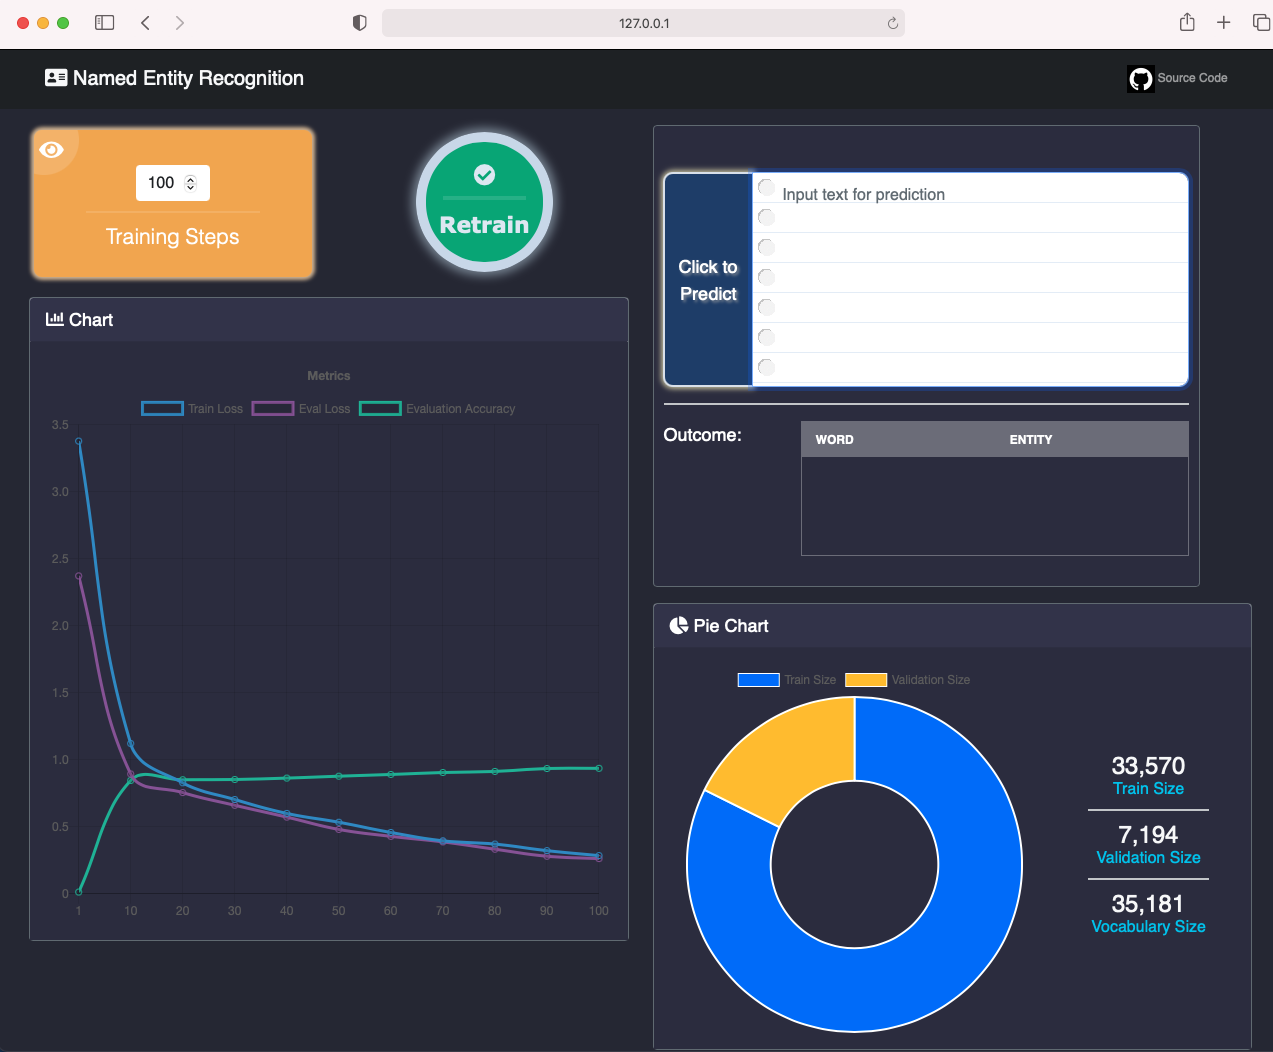 127.0.0.1
Named Entity Recognition
Source Code
100
Training Steps
Retrain
Click to
Predict
Input text for prediction
Outcome:
WORD ENTITY
Chart
Metrics
Train Loss Eval Loss Evaluation Accuracy
3.5
3.0
2.5
2.0
1.5
1.0
0.5
0
1 10 20 30 40 50 60 70 80 90 100
Pie Chart
Train Size Validation Size
33,570
Train Size
7,194
Validation Size
35,181
Vocabulary Size